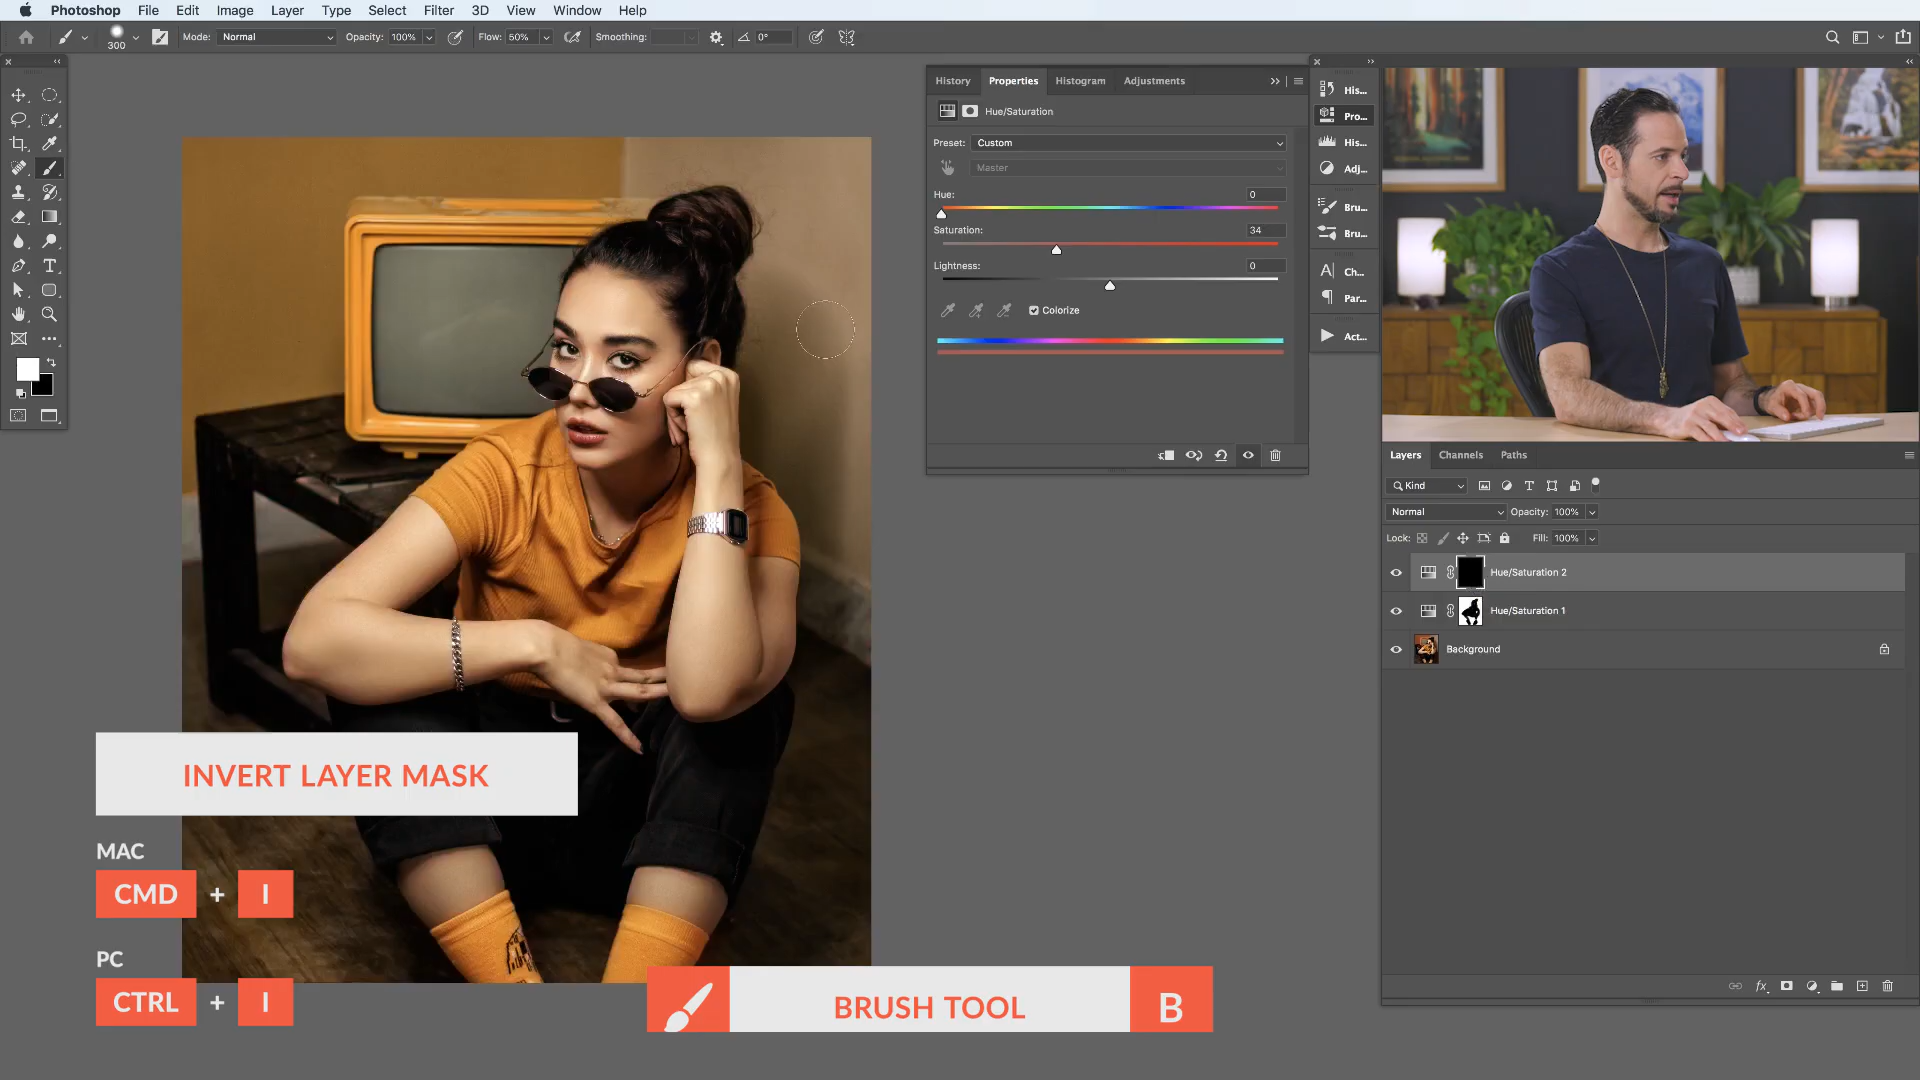 Photoshop File Edit Image Layer Type Select Filter 3D View Window Help
300 Mode: Normal Opacity: 100% Flow: 50% Smoothing: 0°
History Properties Histogram Adjustments
Hue/Saturation
Preset: Custom
Master
Hue: 0
Saturation: 34
Lightness: 0
Colorize
His...
Pro...
His...
Adj...
Bru...
Bru...
Ch...
Par...
Act...
Layers Channels Paths
Kind
Normal Opacity: 100%
Lock: Fill: 100%
Hue/Saturation 2
Hue/Saturation 1
Background
fx
INVERT LAYER MASK
MAC
CMD + I
PC
CTRL + I
BRUSH TOOL B